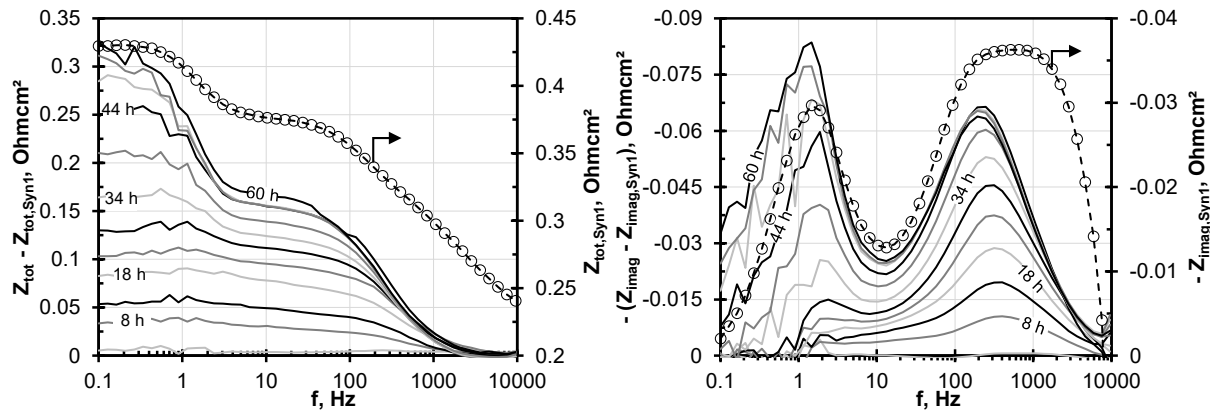 Z_tot - Z_tot,Syn1, Ohmcm²
0.35
0.3
0.25
0.2
0.15
0.1
0.05
0
60 h
44 h
34 h
18 h
8 h
0.45
0.4
0.35
0.3
0.25
0.2
Z_tot,Syn1, Ohmcm²
0.1 1 10 100 1000 10000
f, Hz
- (Z_imag - Z_imag,Syn1), Ohmcm²
-0.09
-0.075
-0.06
-0.045
-0.03
-0.015
0
60 h
44 h
34 h
18 h
8 h
-0.04
-0.03
-0.02
-0.01
0
- Z_imag,Syn1, Ohmcm²
0.1 1 10 100 1000 10000
f, Hz